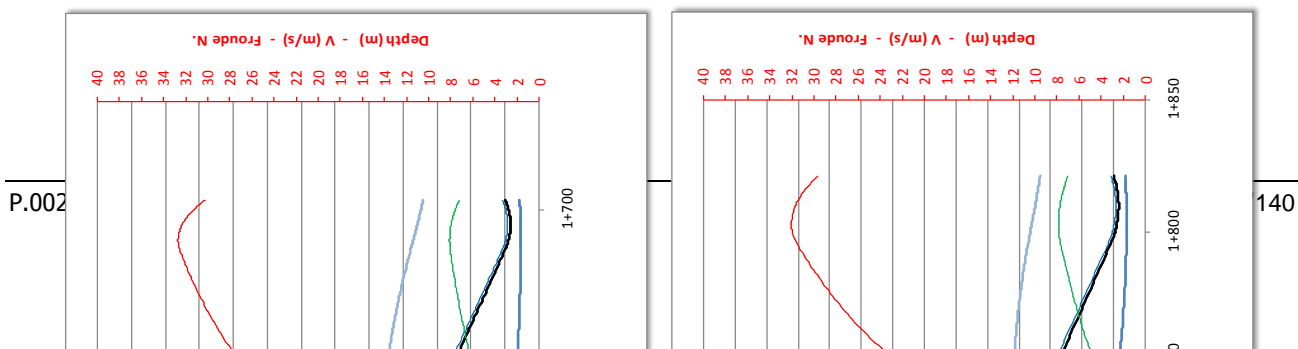 Depth (m)  -  V (m/s)  -  Froude N.
40 38 36 34 32 30 28 26 24 22 20 18 16 14 12 10 8 6 4 2 0
1+700
Depth (m)  -  V (m/s)  -  Froude N.
40 38 36 34 32 30 28 26 24 22 20 18 16 14 12 10 8 6 4 2 0
1+850
1+800
P.002
140